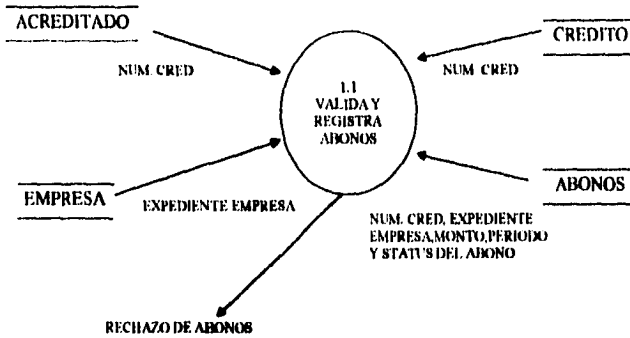 ACREDITADO
CREDITO
NUM. CRED
NUM. CRED
1.1
VALIDA Y
REGISTRA
ABONOS
EMPRESA
EXPEDIENTE EMPRESA
ABONOS
NUM. CRED, EXPEDIENTE
EMPRESA,MONTO,PERIODO
Y STATUS DEL ABONO
RECHAZO DE ABONOS